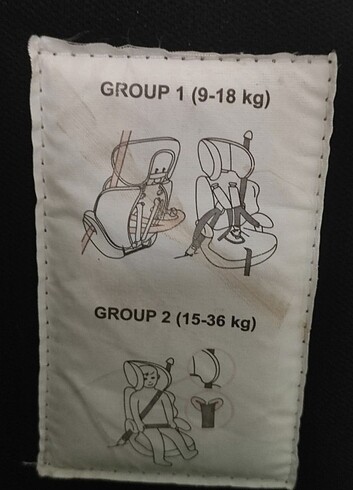 GROUP 1 (9-18 kg)
GROUP 2 (15-36 kg)